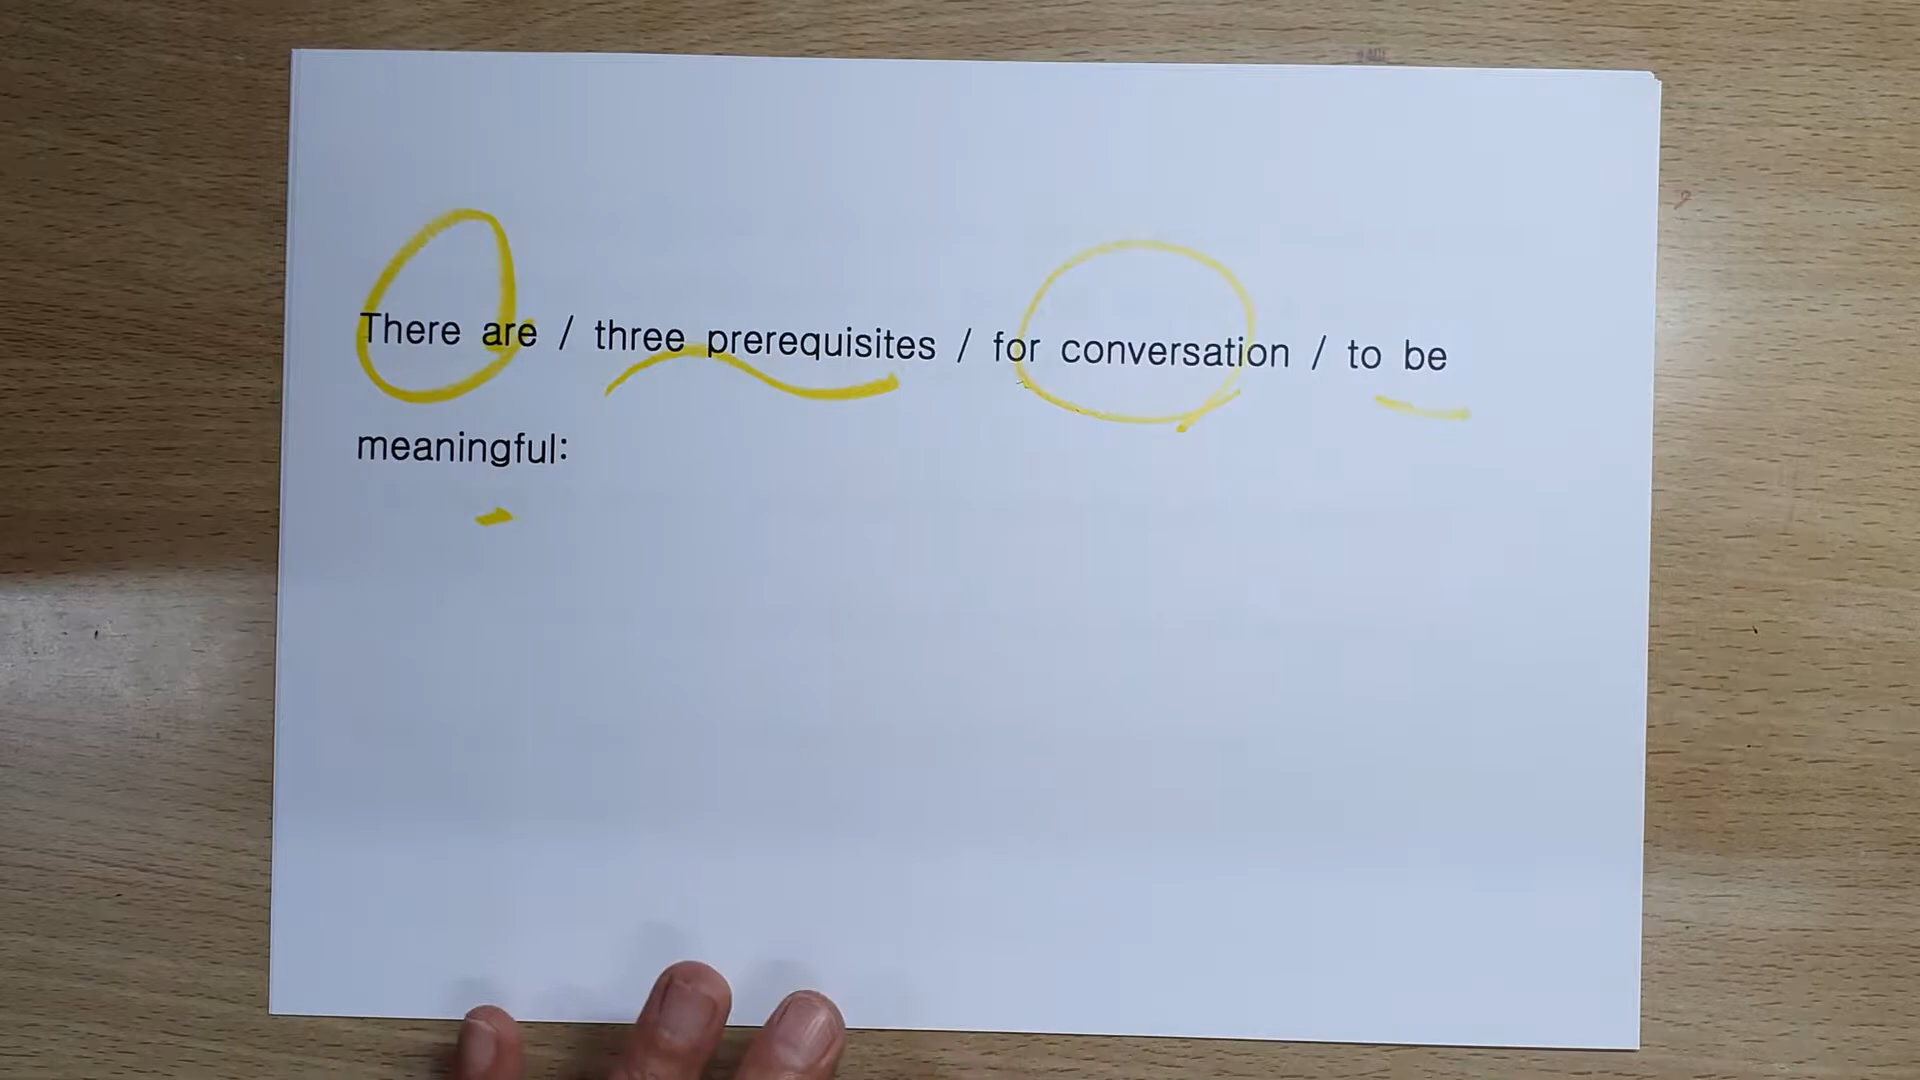 There are / three prerequisites / for conversation / to be
meaningful: